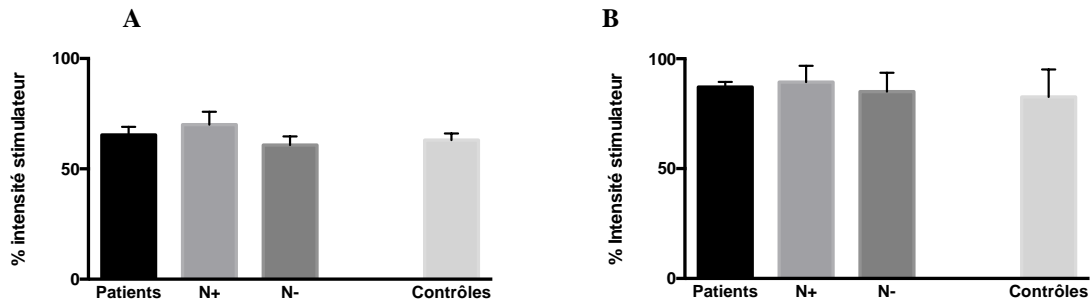 A
% intensité stimulateur
100
50
0
Patients N+ N- Contrôles
B
% Intensité stimulateur
100
50
0
Patients N+ N- Contrôles